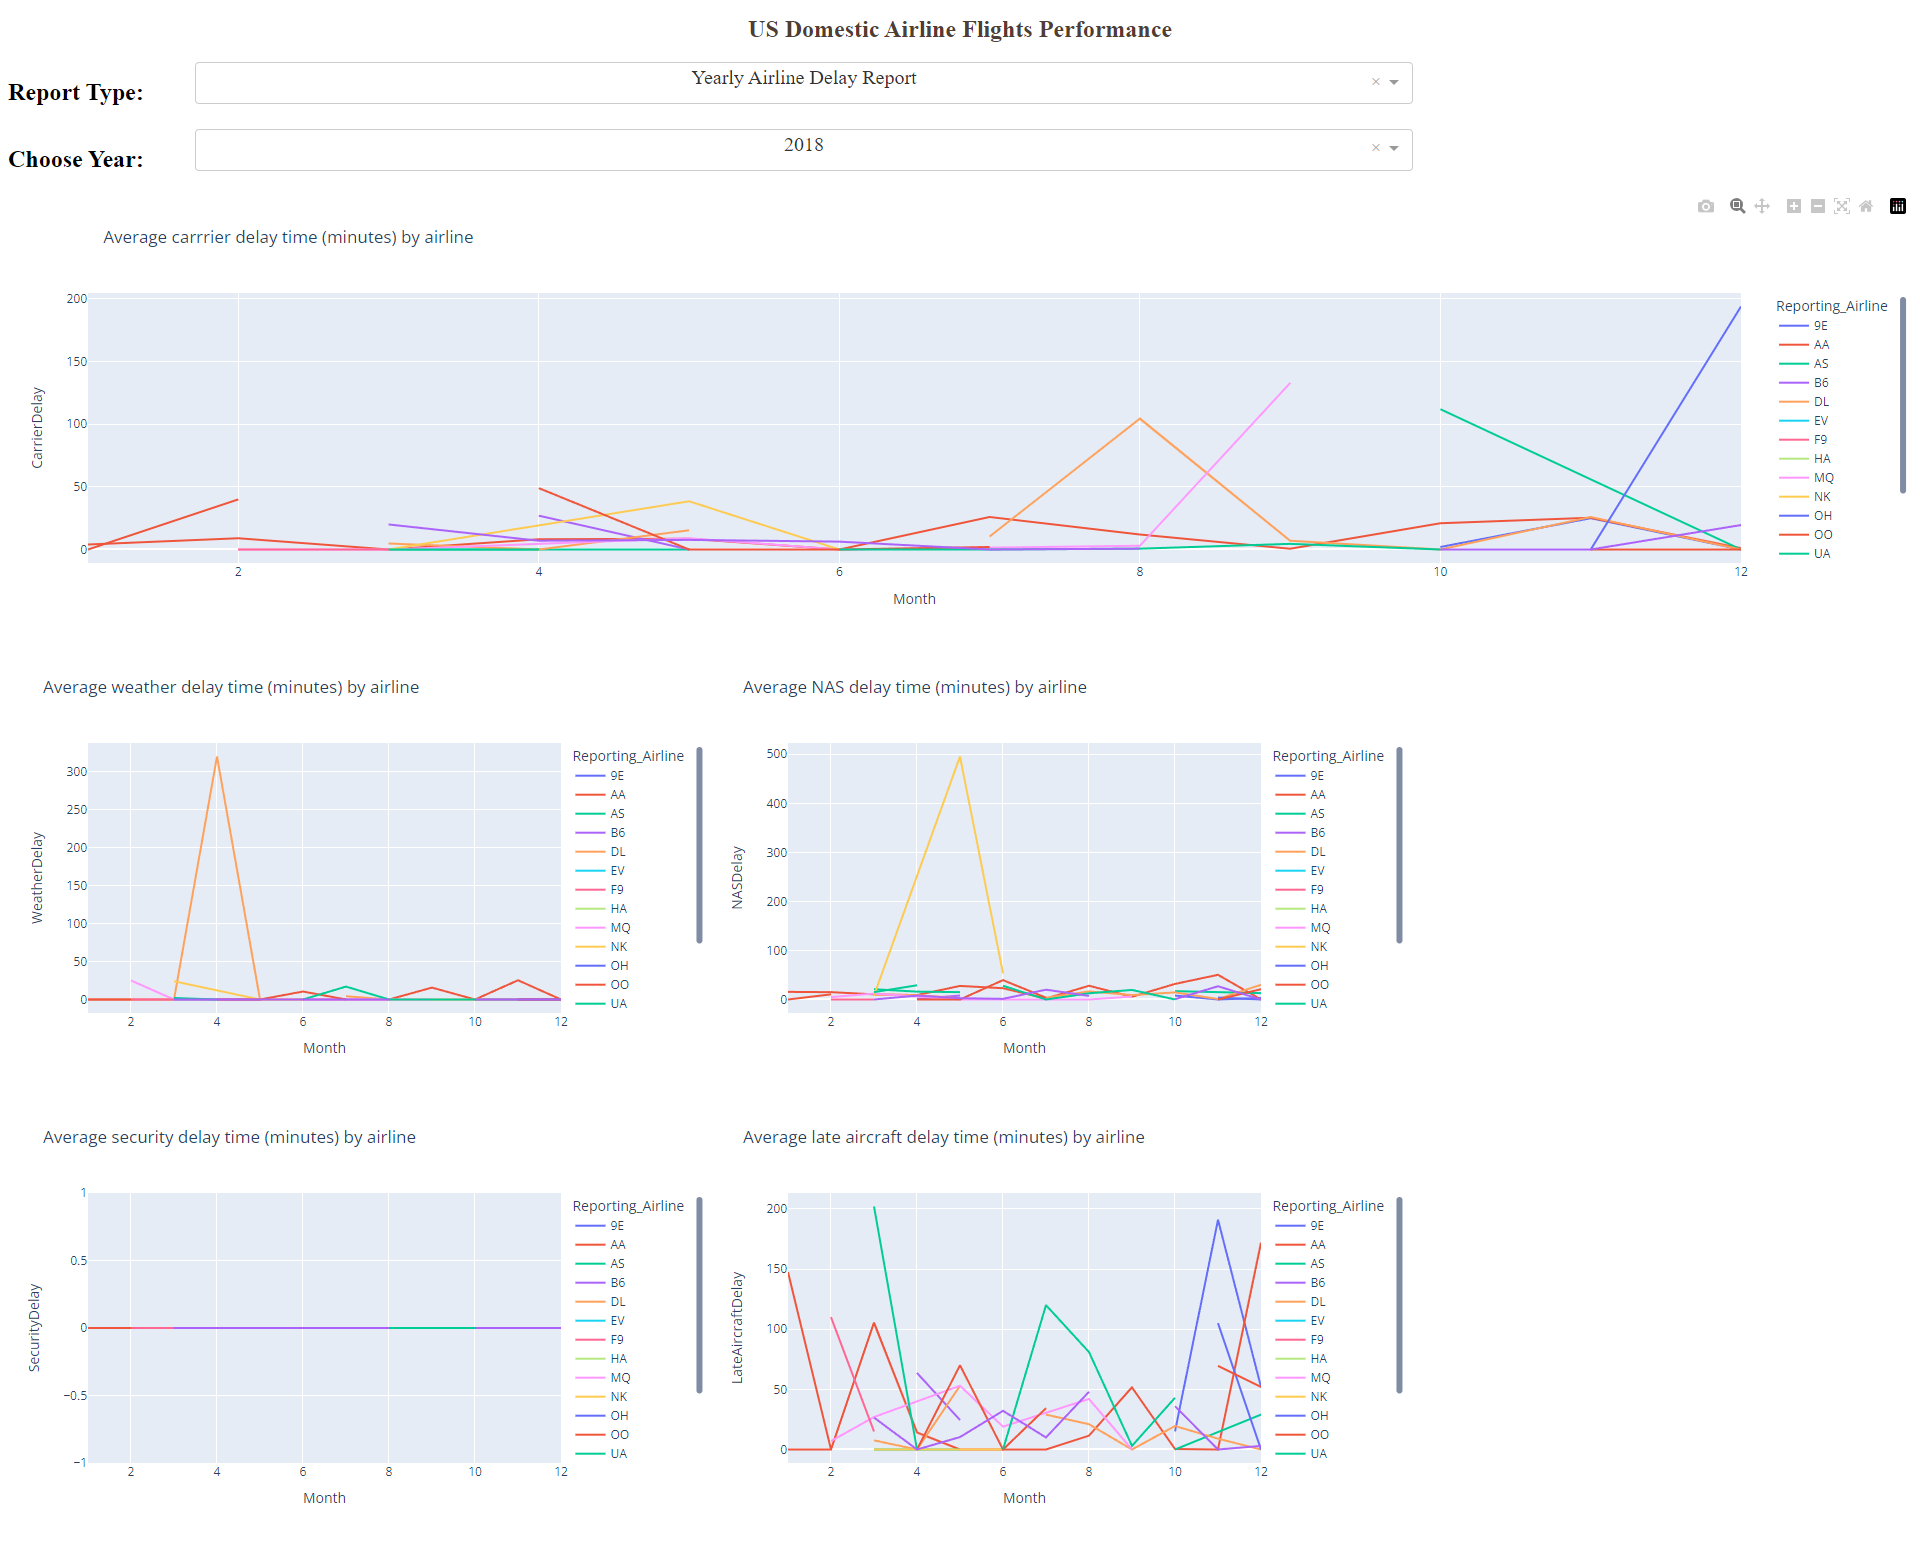 US Domestic Airline Flights Performance
Report Type:
Yearly Airline Delay Report
×
Choose Year:
2018
×
Average carrrier delay time (minutes) by airline
200
150
100
50
0
CarrierDelay
2 4 6 8 10 12
Month
Reporting_Airline
9E
AA
AS
B6
DL
EV
F9
HA
MQ
NK
OH
OO
UA
Average weather delay time (minutes) by airline
300
250
200
150
100
50
0
WeatherDelay
2 4 6 8 10 12
Month
Reporting_Airline
9E
AA
AS
B6
DL
EV
F9
HA
MQ
NK
OH
OO
UA
Average NAS delay time (minutes) by airline
500
400
300
200
100
0
NASDelay
2 4 6 8 10 12
Month
Reporting_Airline
9E
AA
AS
B6
DL
EV
F9
HA
MQ
NK
OH
OO
UA
Average security delay time (minutes) by airline
1
0.5
0
−0.5
−1
SecurityDelay
2 4 6 8 10 12
Month
Reporting_Airline
9E
AA
AS
B6
DL
EV
F9
HA
MQ
NK
OH
OO
UA
Average late aircraft delay time (minutes) by airline
200
150
100
50
0
LateAircraftDelay
2 4 6 8 10 12
Month
Reporting_Airline
9E
AA
AS
B6
DL
EV
F9
HA
MQ
NK
OH
OO
UA